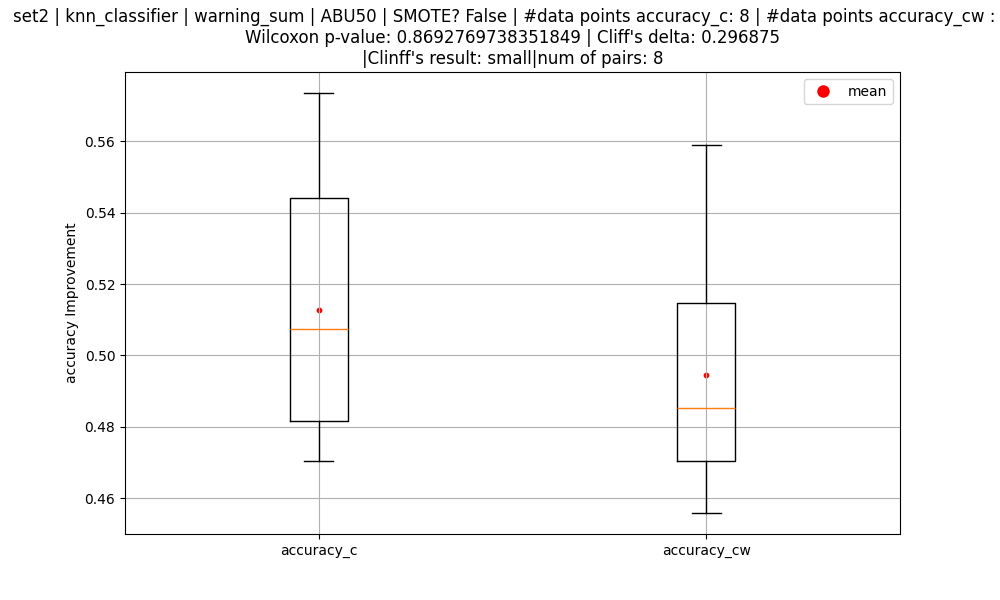 set2 | knn_classifier | warning_sum | ABU50 | SMOTE? False | #data points accuracy_c: 8 | #data points accuracy_cw :
Wilcoxon p-value: 0.8692769738351849 | Cliff's delta: 0.296875
|Clinff's result: small|num of pairs: 8
mean
0.56
0.54
0.52
0.50
0.48
0.46
accuracy Improvement
accuracy_c
accuracy_cw